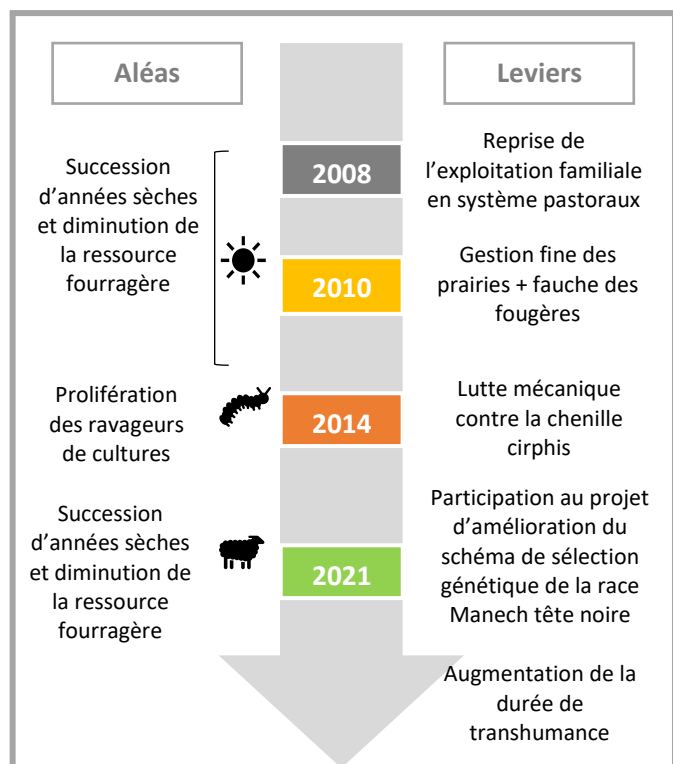 Aléas
Leviers
Succession
d’années sèches
et diminution de
la ressource
fourragère
2008
Reprise de
l’exploitation familiale
en système pastoraux
2010
Gestion fine des
prairies + fauche des
fougères
Prolifération
des ravageurs
de cultures
2014
Lutte mécanique
contre la chenille
cirphis
Succession
d’années sèches
et diminution de
la ressource
fourragère
2021
Participation au projet
d’amélioration du
schéma de sélection
génétique de la race
Manech tête noire
Augmentation de la
durée de
transhumance